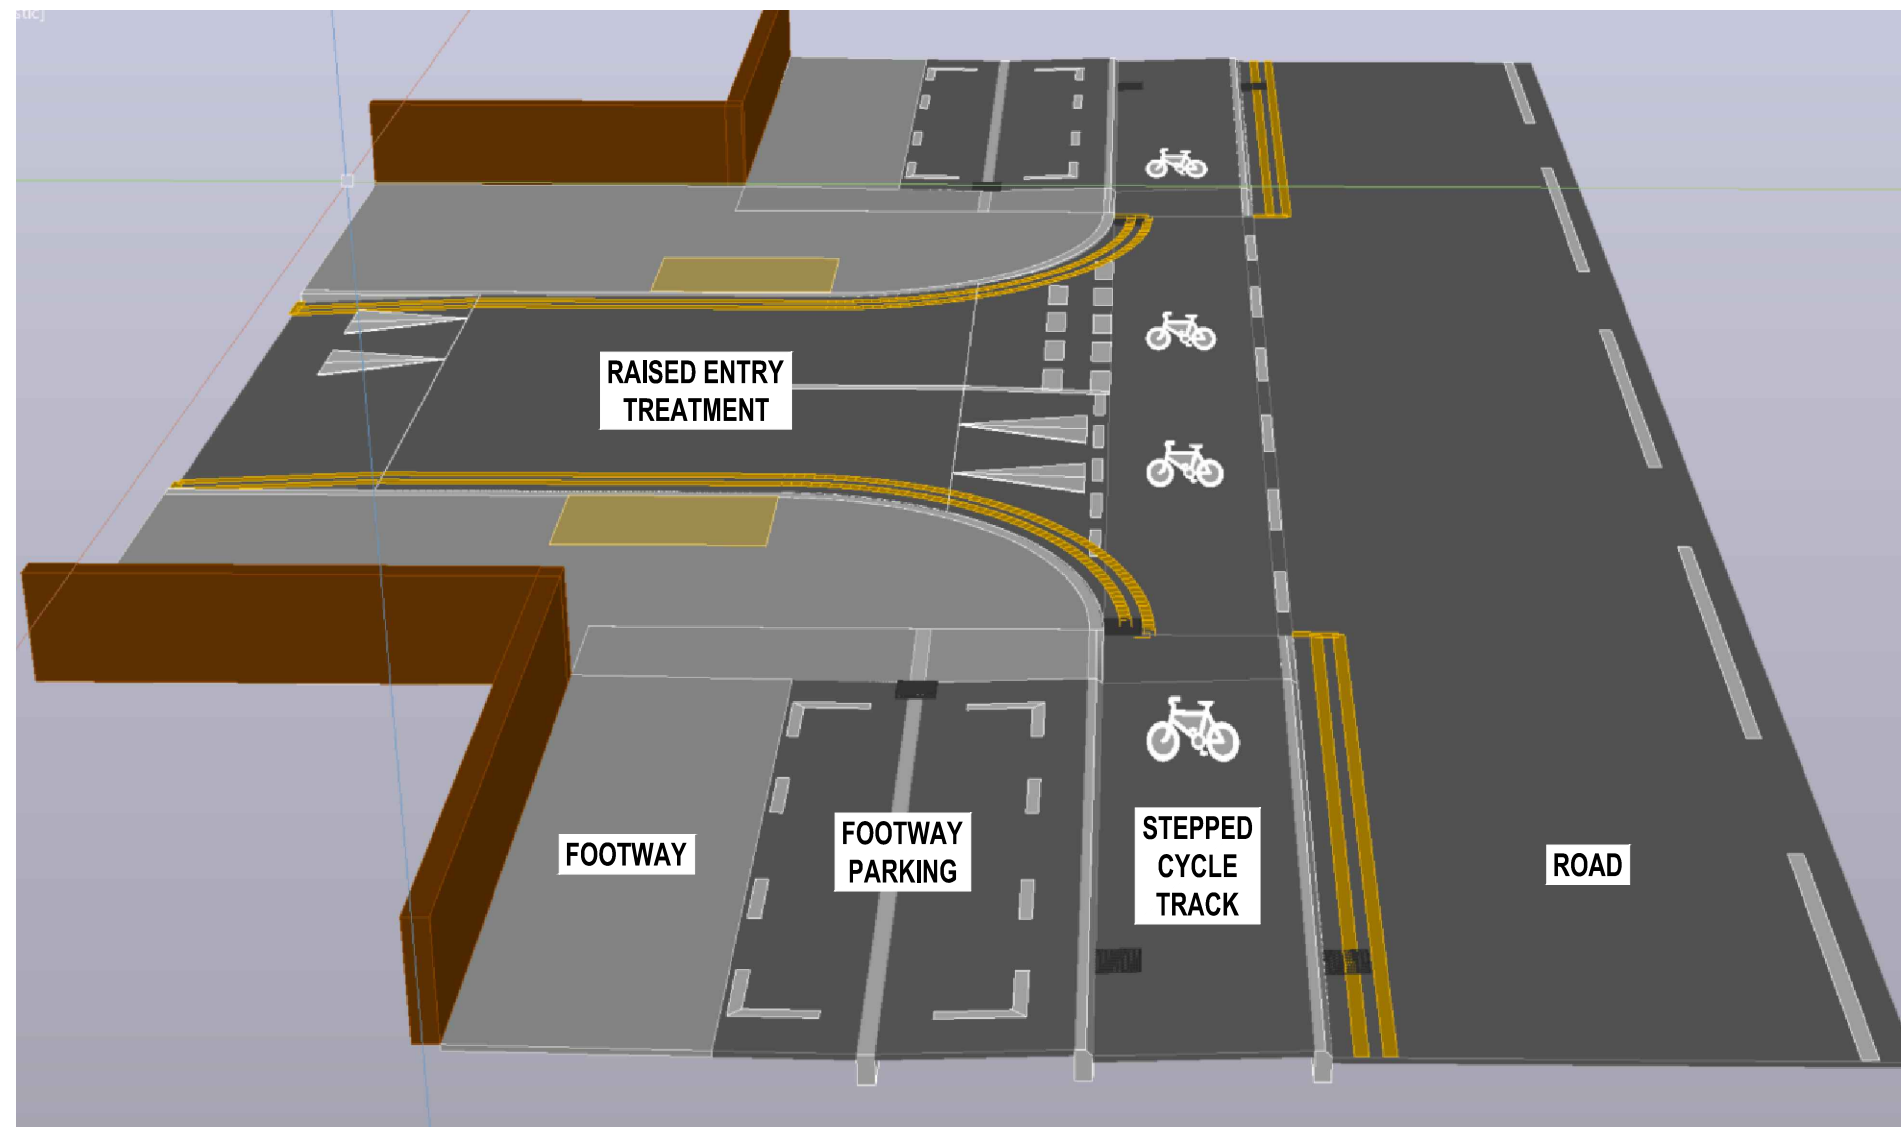 RAISED ENTRY
TREATMENT
FOOTWAY
FOOTWAY
PARKING
STEPPED
CYCLE
TRACK
ROAD